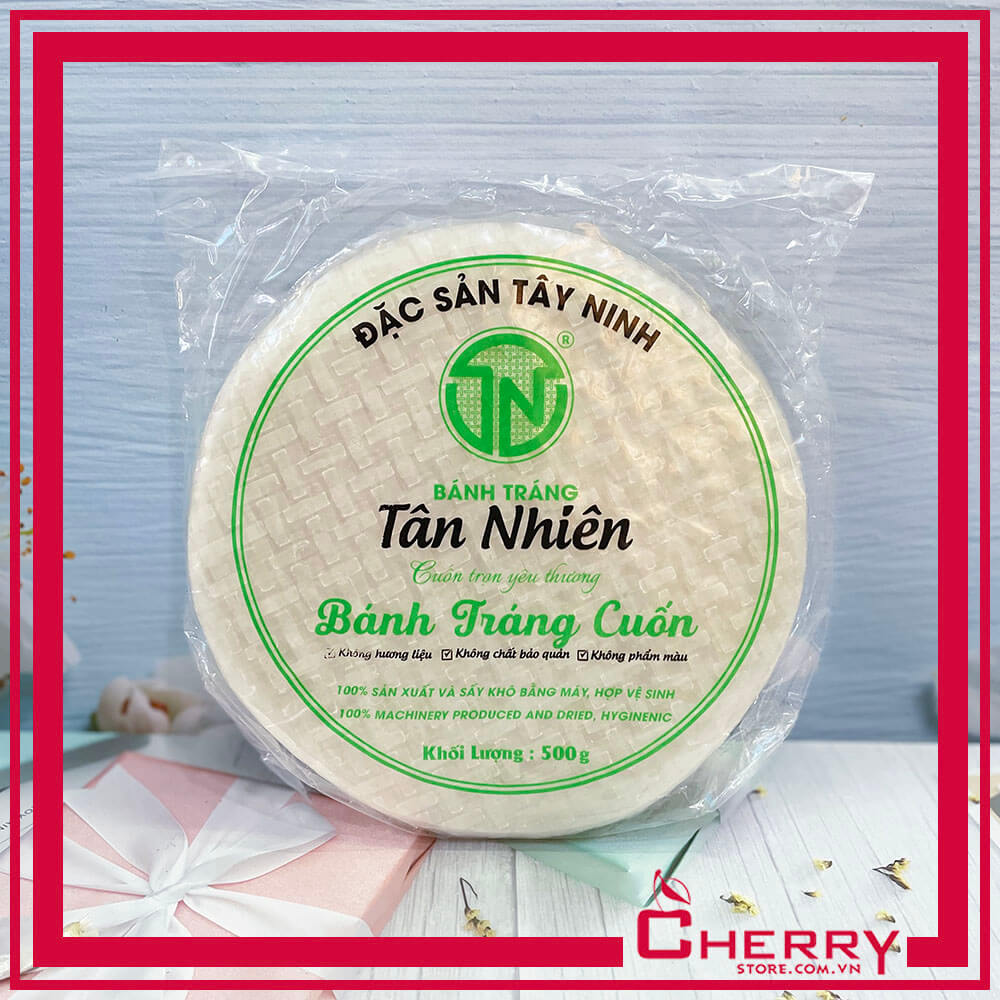 ĐẶC SẢN TÂY NINH
TN ®
BÁNH TRÁNG
Tân Nhiên
Cuốn trọn yêu thương
Bánh Tráng Cuốn
☑ Không hương liệu ☑ Không chất bảo quản ☑ Không phẩm màu
100% SẢN XUẤT VÀ SẤY KHÔ BẰNG MÁY, HỢP VỆ SINH
100% MACHINERY PRODUCED AND DRIED, HYGINENIC
Khối Lượng : 500g
CHERRY
STORE.COM.VN